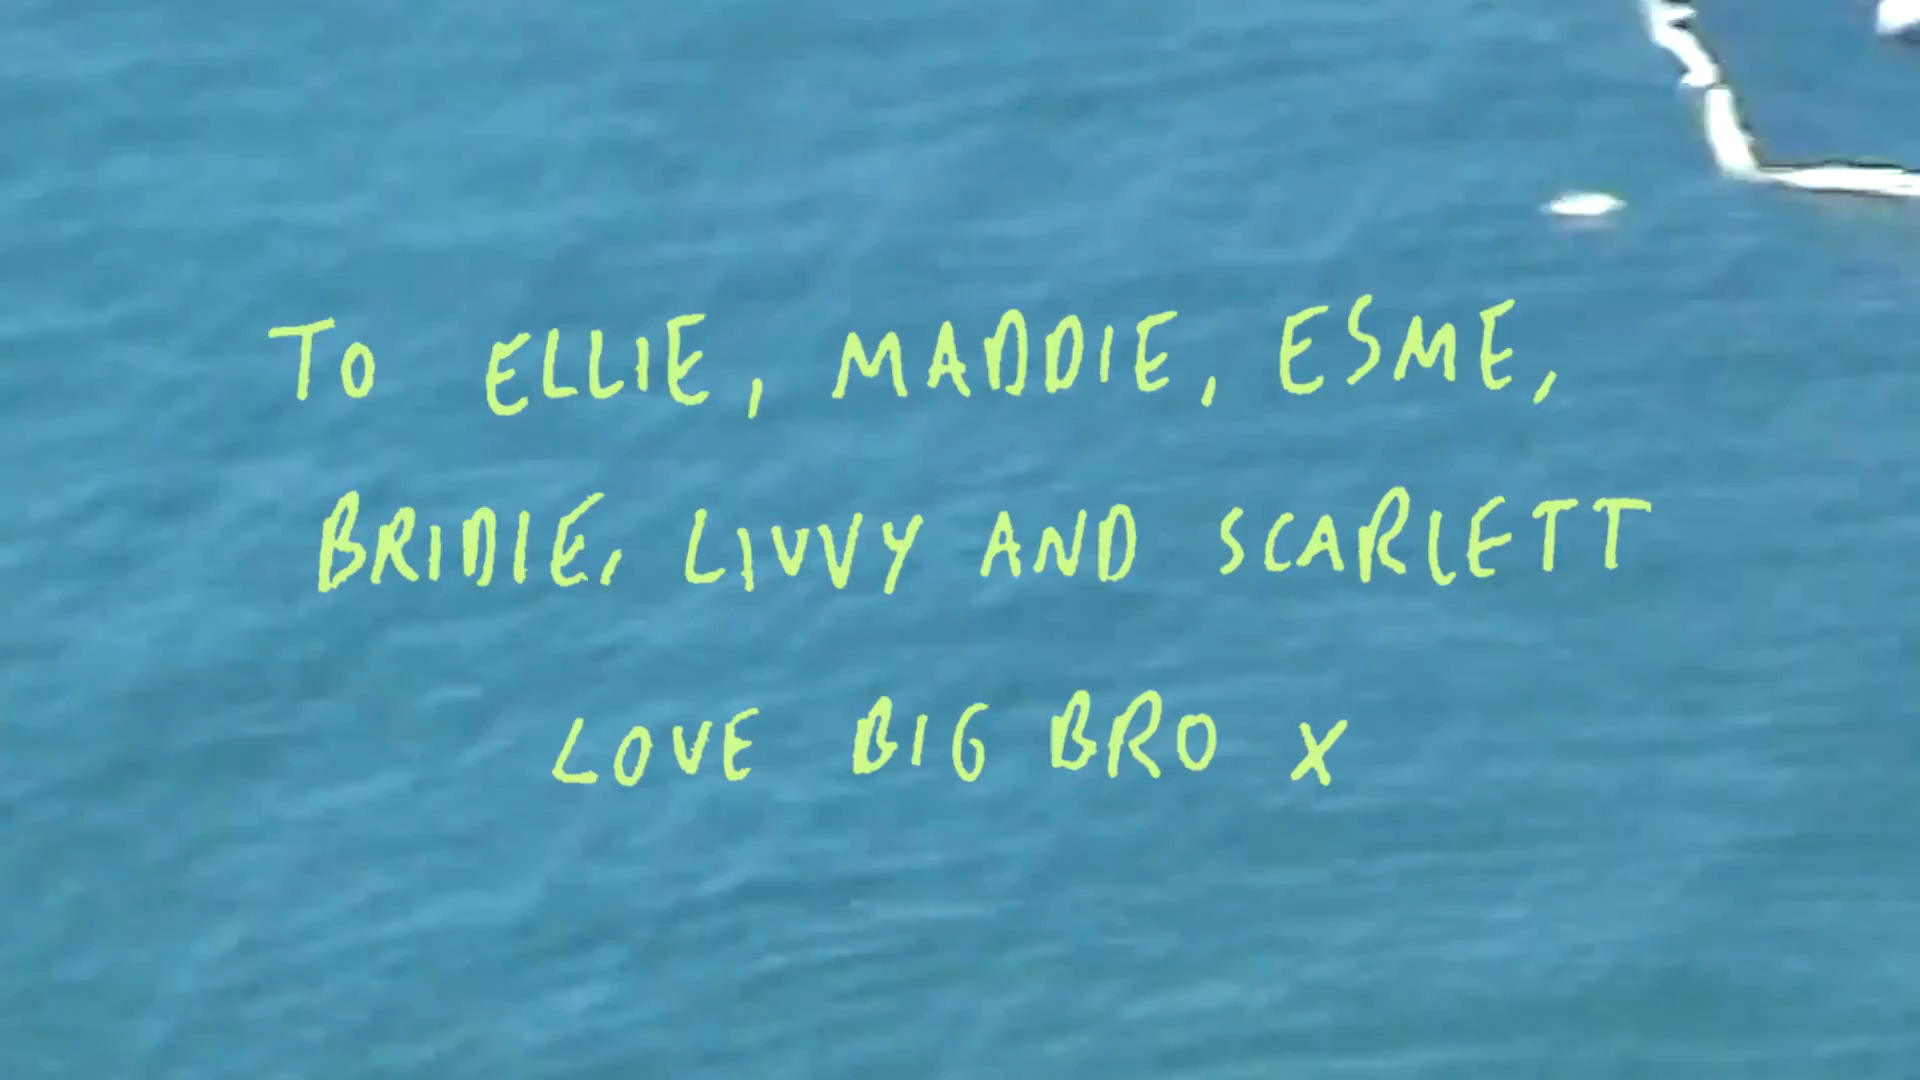 TO ELLIE, MADDIE, ESME,
BRIDIE, LIVVY AND SCARLETT
LOVE BIG BRO X